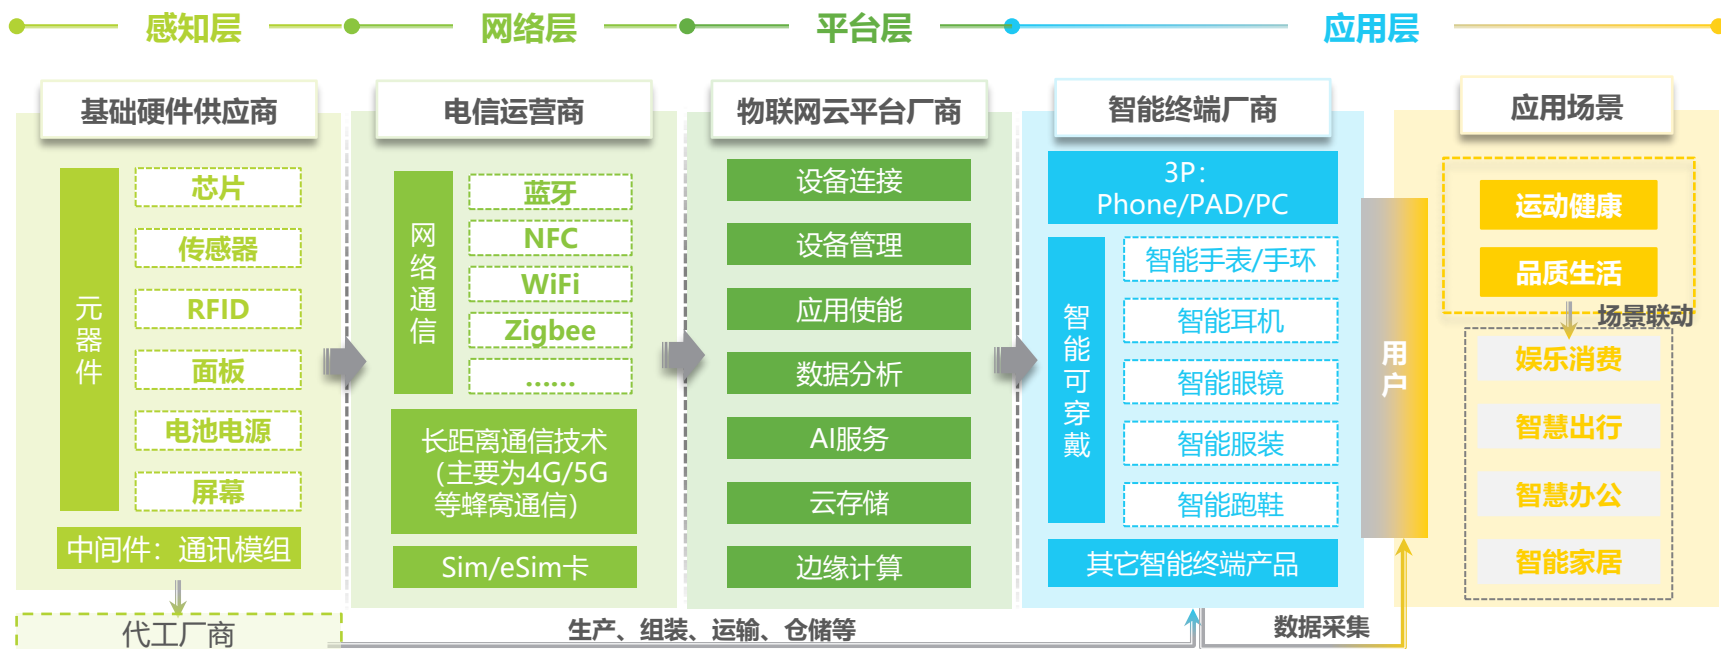 感知层
网络层
平台层
应用层
基础硬件供应商
元器件
芯片
传感器
RFID
面板
电池电源
屏幕
中间件：通讯模组
代工厂商
电信运营商
网络通信
蓝牙
NFC
WiFi
Zigbee
……
长距离通信技术
（主要为4G/5G
等蜂窝通信）
Sim/eSim卡
物联网云平台厂商
设备连接
设备管理
应用使能
数据分析
AI服务
云存储
边缘计算
智能终端厂商
3P：
Phone/PAD/PC
智能可穿戴
智能手表/手环
智能耳机
智能眼镜
智能服装
智能跑鞋
其它智能终端产品
用户
应用场景
运动健康
品质生活
场景联动
娱乐消费
智慧出行
智慧办公
智能家居
生产、组装、运输、仓储等
数据采集